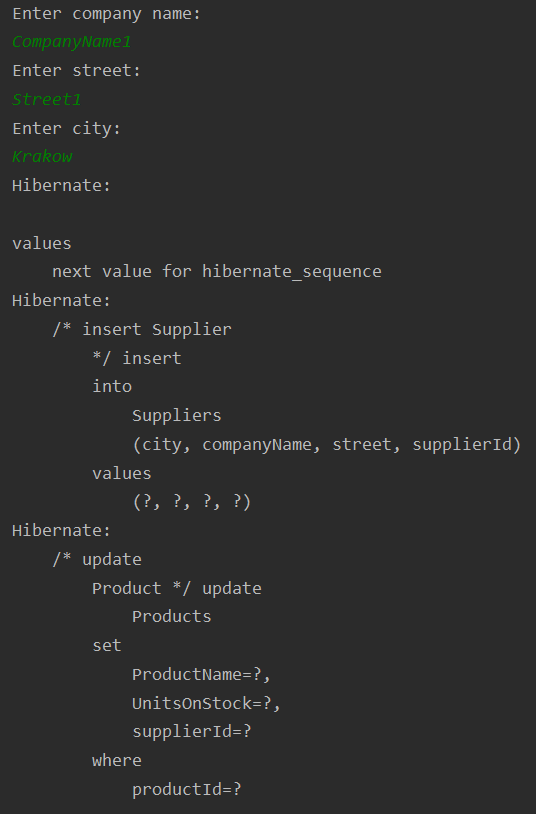 Enter company name:
CompanyName1
Enter street:
Street1
Enter city:
Krakow
Hibernate:

values
    next value for hibernate_sequence
Hibernate:
    /* insert Supplier
        */ insert
        into
            Suppliers
            (city, companyName, street, supplierId)
        values
            (?, ?, ?, ?)
Hibernate:
    /* update
        Product */ update
            Products
        set
            ProductName=?,
            UnitsOnStock=?,
            supplierId=?
        where
            productId=?